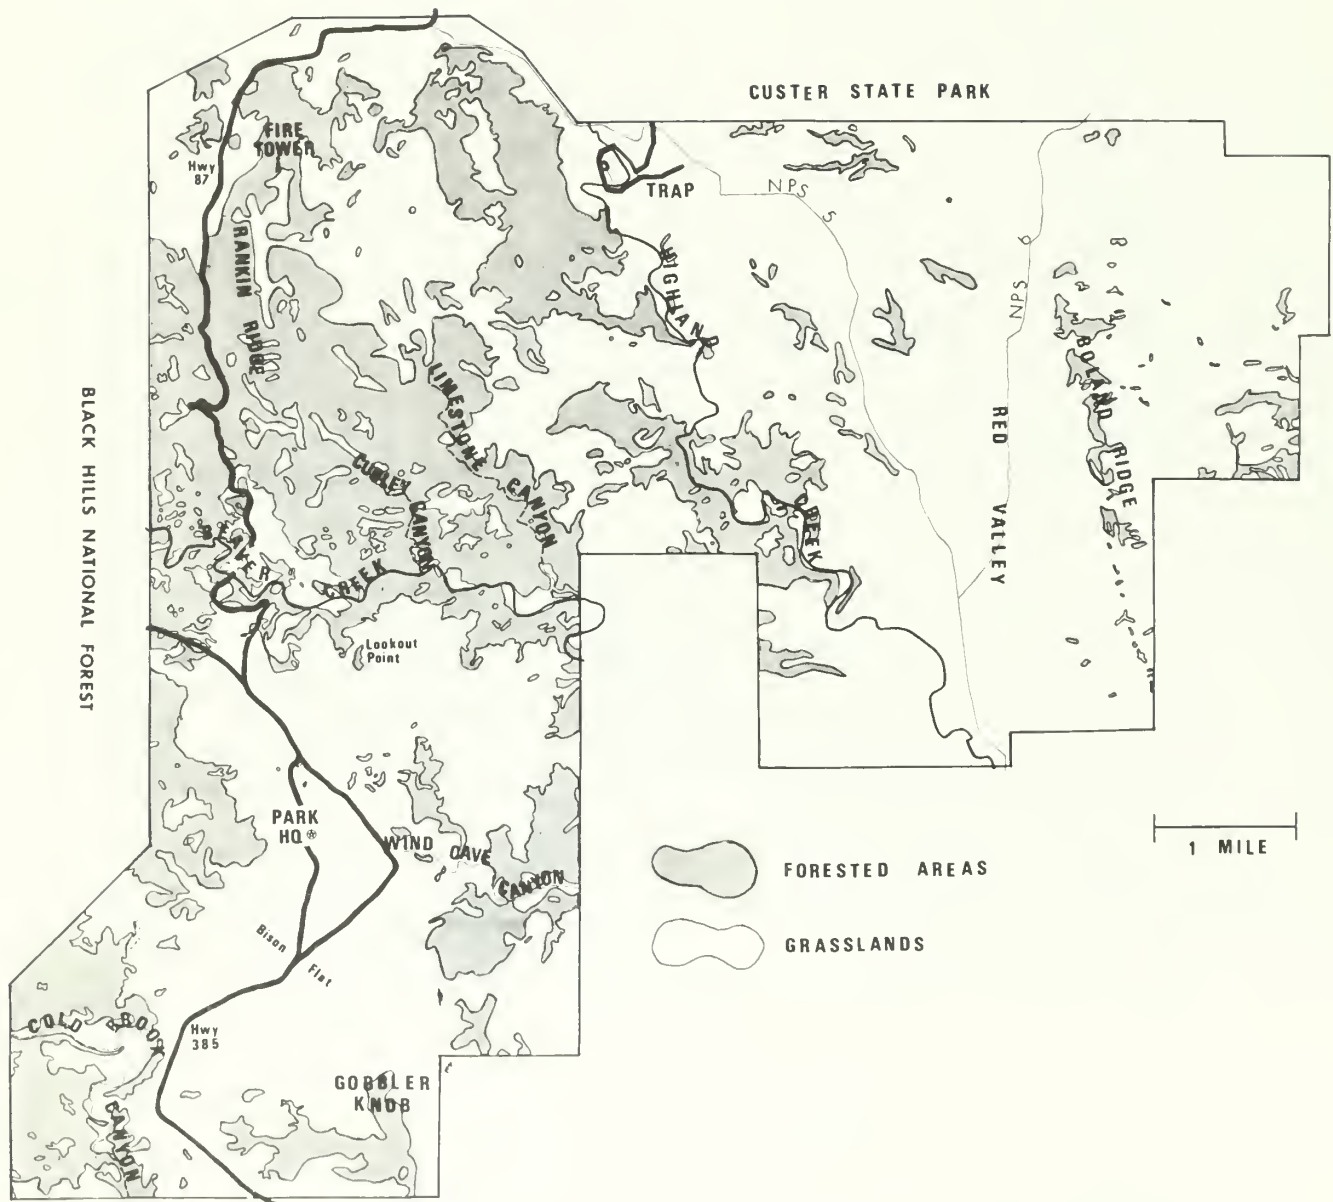 CUSTER STATE PARK
FIRE
TOWER
Hwy
87
TRAP
NPS 5
RANKIN RIDGE
HIGHLAND
CREEK
NPS 6
BOLAND RIDGE
LIMESTONE
CANYON
RED VALLEY
BLACK HILLS NATIONAL FOREST
CURLEY
CANYON
BEAVER
CREEK
Lookout
Point
PARK
HQ
WIND CAVE
CANYON
1 MILE
FORESTED AREAS
GRASSLANDS
Bison
Flat
COLD BROOK
CANYON
Hwy
385
GOBBLER
KNOB